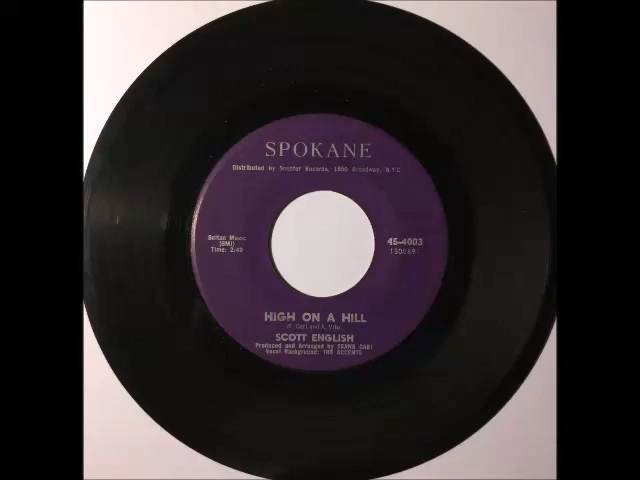 SPOKANE
Distributed by Scepter Records, 1650 Broadway, N.Y.C
Seltan Music
(BMI)
Time: 2:40
45-4003
HIGH ON A HILL
SCOTT ENGLISH
Produced and Arranged by FRANK CARI
Vocal Background: THE ACCENTS